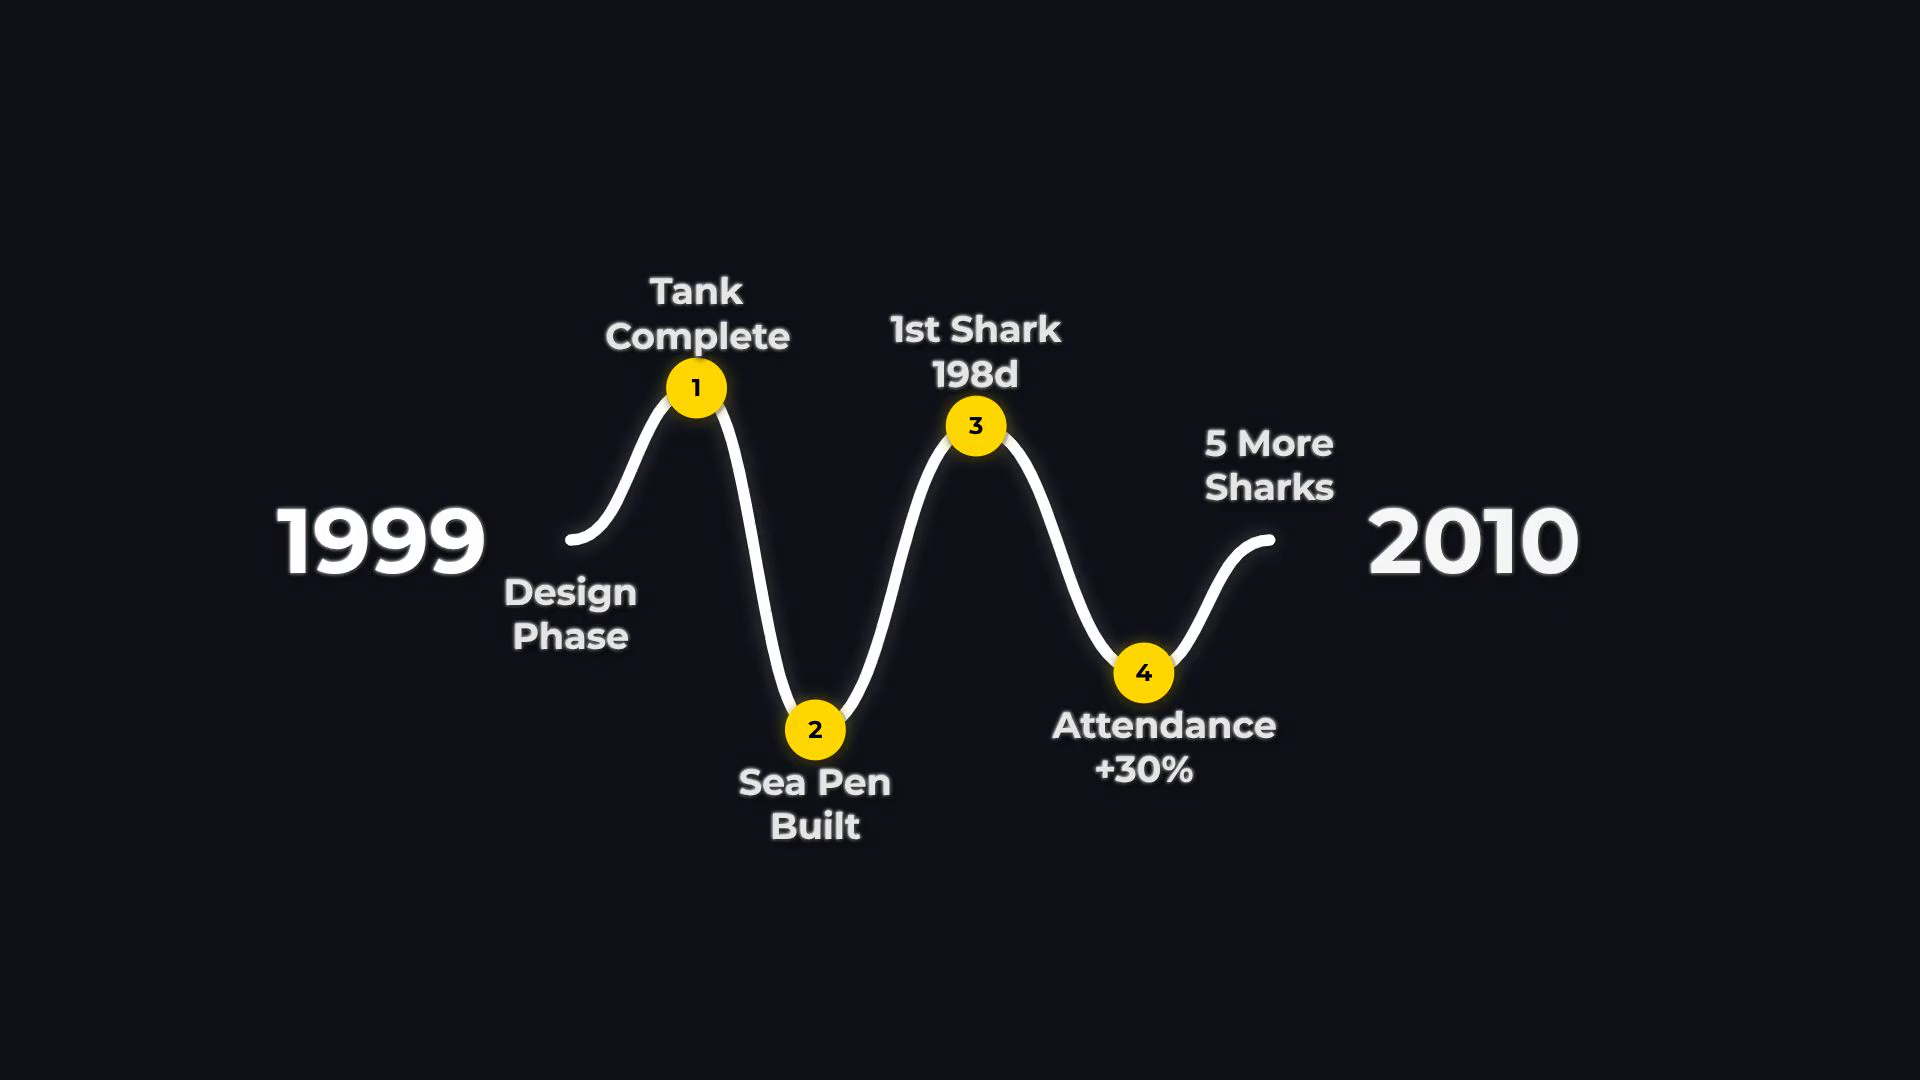 1999
Design
Phase
Tank
Complete
1
2
Sea Pen
Built
1st Shark
198d
3
4
Attendance
+30%
5 More
Sharks
2010